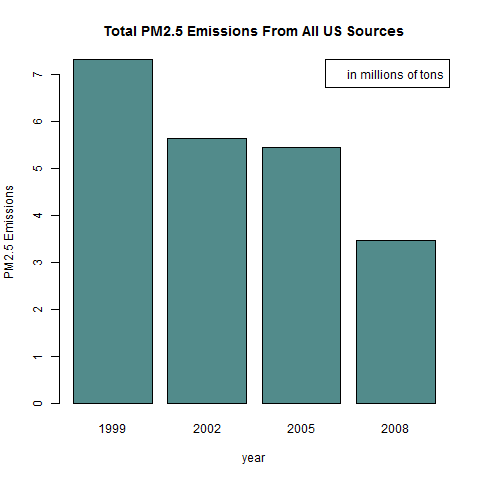 Total PM2.5 Emissions From All US Sources
in millions of tons
PM2.5 Emissions
7
6
5
4
3
2
1
0
1999 2002 2005 2008
year